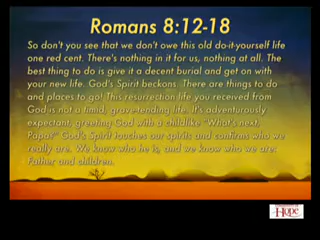 Romans 8:12-18
So don't you see that we don't owe this old do-it-yourself life
one red cent. There's nothing in it for us, nothing at all. The
best thing to do is give it a decent burial and get on with
your new life. God's Spirit beckons. There are things to do
and places to go! This resurrection life you received from
God is not a timid, grave-tending life. It's adventurously
expectant, greeting God with a childlike "What's next,
Papa?" God's Spirit touches our spirits and confirms who we
really are. We know who he is, and we know who we are:
Father and children.
Hope